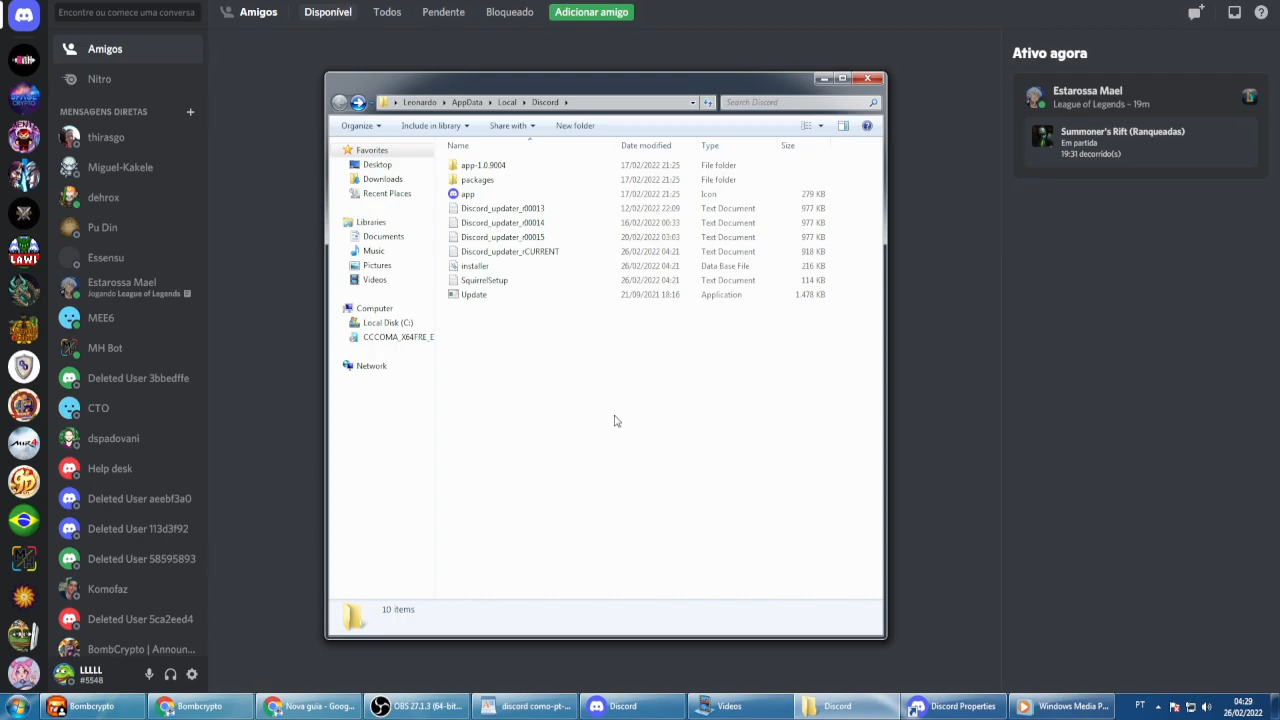 Encontre ou comece uma conversa
Amigos
Disponível
Todos
Pendente
Bloqueado
Adicionar amigo
Amigos
Nitro
MENSAGENS DIRETAS
thirasgo
Miguel-Kakele
dehrox
Pu Din
Essensu
Estarossa Mael
Jogando League of Legends
MEE6
MH Bot
Deleted User 3bbedffe
CTO
dspadovani
Help desk
Deleted User aeebf3a0
Deleted User 113d3f92
Deleted User 58595893
Komofaz
Deleted User 5ca2eed4
BombCrypto | Announ...
LLLLL
#5548
Leonardo
AppData
Local
Discord
Search Discord
Organize
Include in library
Share with
New folder
Favorites
Desktop
Downloads
Recent Places
Libraries
Documents
Music
Pictures
Videos
Computer
Local Disk (C:)
CCCOMA_X64FRE_E
Network
Name Date modified Type Size
app-1.0.9004 17/02/2022 21:25 File folder
packages 17/02/2022 21:25 File folder
app 17/02/2022 21:25 Icon 279 KB
Discord_updater_r00013 12/02/2022 22:09 Text Document 977 KB
Discord_updater_r00014 16/02/2022 00:33 Text Document 977 KB
Discord_updater_r00015 20/02/2022 03:03 Text Document 977 KB
Discord_updater_rCURRENT 26/02/2022 04:21 Text Document 918 KB
installer 26/02/2022 04:21 Data Base File 216 KB
SquirrelSetup 26/02/2022 04:21 Text Document 114 KB
Update 21/09/2021 18:16 Application 1.478 KB
10 items
Ativo agora
Estarossa Mael
League of Legends – 19m
Summoner's Rift (Ranqueadas)
Em partida
19:31 decorrido(s)
Bombcrypto
Bombcrypto
Nova guia - Goog...
OBS 27.1.3 (64-bit...
discord como-pt-...
Discord
Videos
Discord
Discord Properties
Windows Media P...
PT
04:29
26/02/2022